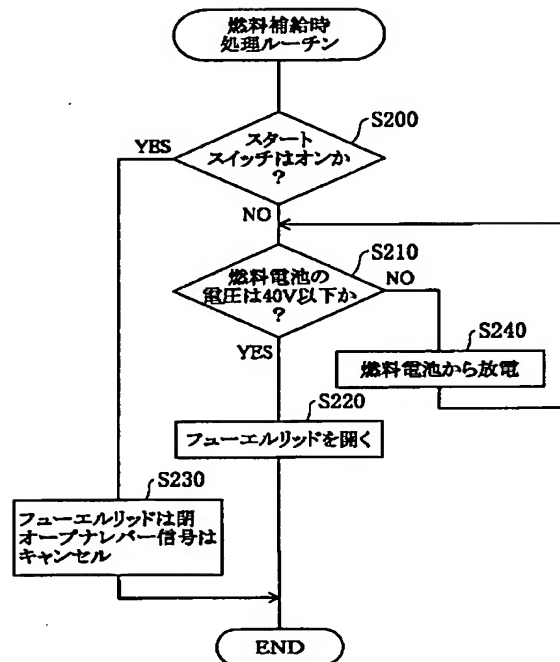 燃料補給時
処理ルーチン
S200
スタート
スイッチはオンか
?
YES
NO
S210
燃料電池の
電圧は40V以下か
?
NO
YES
S240
燃料電池から放電
S220
フューエルリッドを開く
S230
フューエルリッドは閉
オープナレバー信号は
キャンセル
END